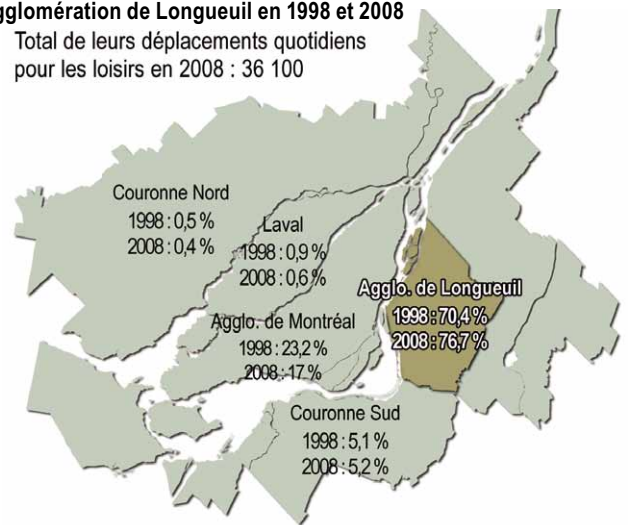 gglomération de Longueuil en 1998 et 2008
Total de leurs déplacements quotidiens
pour les loisirs en 2008 : 36 100
Couronne Nord
1998 : 0,5 %
2008 : 0,4 %
Laval
1998 : 0,9 %
2008 : 0,6 %
Agglo. de Longueuil
1998 : 70,4 %
2008 : 76,7 %
Agglo. de Montréal
1998 : 23,2 %
2008 : 17 %
Couronne Sud
1998 : 5,1 %
2008 : 5,2 %